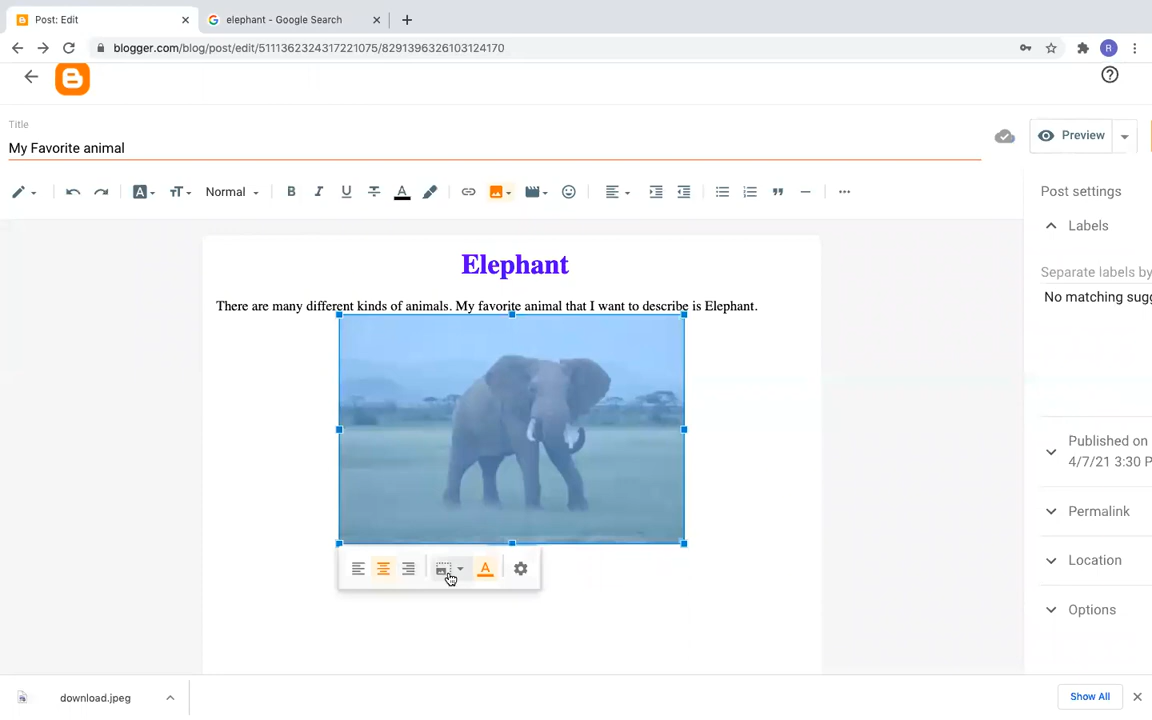 Post: Edit
elephant - Google Search
blogger.com/blog/post/edit/5111362324317221075/8291396326103124170
R
Title
My Favorite animal
Preview
A
Normal
B I U A
Post settings
Labels
Elephant
Separate labels by
No matching sugg
There are many different kinds of animals. My favorite animal that I want to describe is Elephant.
Published on
4/7/21 3:30 P
Permalink
Location
A
Options
download.jpeg
Show All